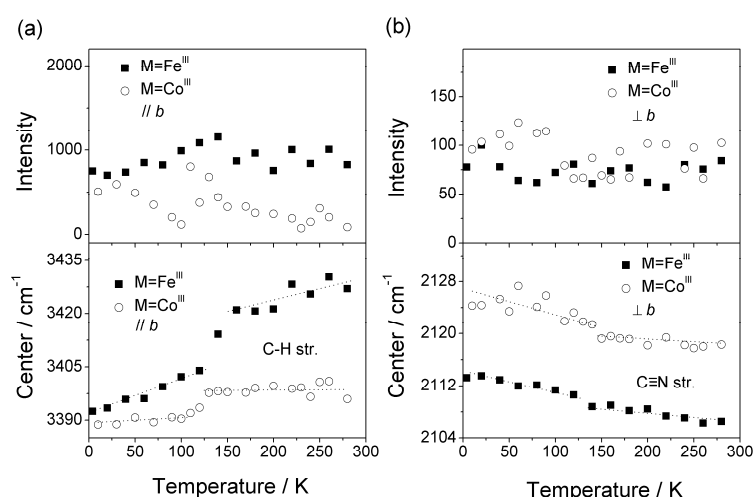 (a)
2000
1000
0
Intensity
M=Fe^III
M=Co^III
// b
3435
3420
3405
3390
Center / cm^-1
M=Fe^III
M=Co^III
// b
C-H str.
0 50 100 150 200 250 300
Temperature / K
(b)
150
100
50
0
Intensity
M=Fe^III
M=Co^III
⊥ b
2128
2120
2112
2104
Center / cm^-1
M=Fe^III
M=Co^III
⊥ b
C≡N str.
0 50 100 150 200 250 300
Temperature / K